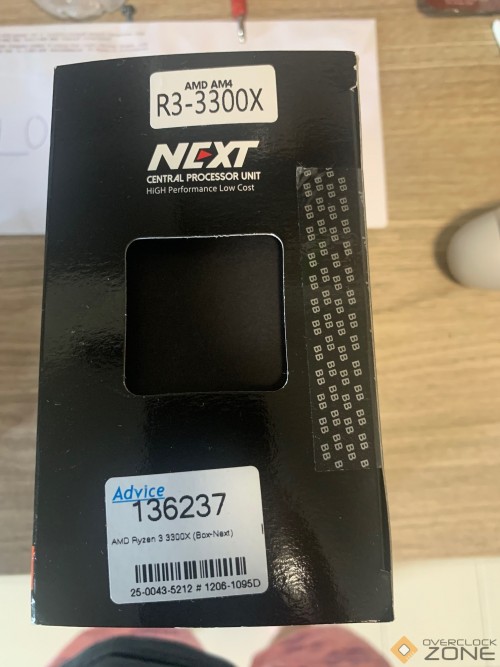 AMD AM4
R3-3300X
NEXT
CENTRAL PROCESSOR UNIT
HIGH Performance Low Cost
Advice
136237
AMD Ryzen 3 3300X (Box-Next)
25-0043-5212 # 1206-1095D
OVERCLOCK
ZONE